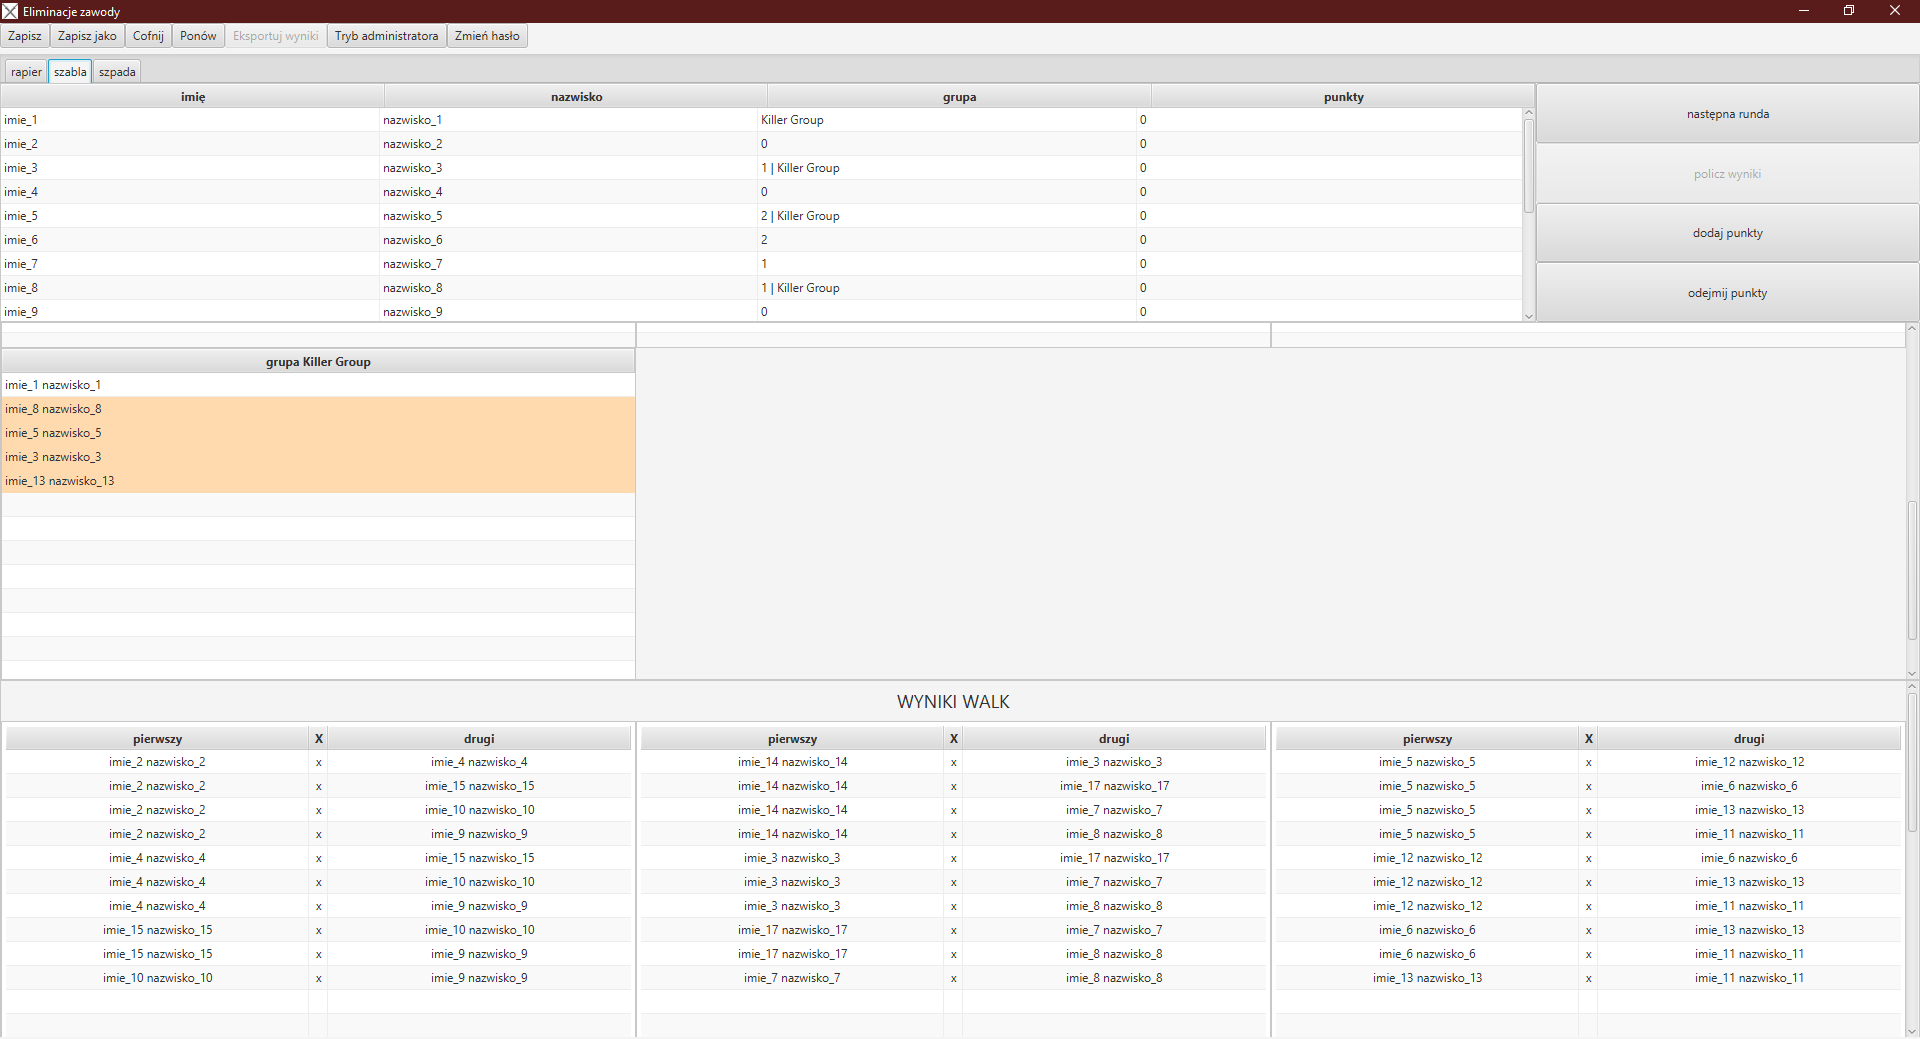 Eliminacje zawody
Zapisz Zapisz jako Cofnij Ponów Eksportuj wyniki Tryb administratora Zmień hasło
rapier szabla szpada
imię nazwisko grupa punkty
imie_1 nazwisko_1 Killer Group 0
imie_2 nazwisko_2 0 0
imie_3 nazwisko_3 1 | Killer Group 0
imie_4 nazwisko_4 0 0
imie_5 nazwisko_5 2 | Killer Group 0
imie_6 nazwisko_6 2 0
imie_7 nazwisko_7 1 0
imie_8 nazwisko_8 1 | Killer Group 0
imie_9 nazwisko_9 0 0
następna runda
policz wyniki
dodaj punkty
odejmij punkty
grupa Killer Group
imie_1 nazwisko_1
imie_8 nazwisko_8
imie_5 nazwisko_5
imie_3 nazwisko_3
imie_13 nazwisko_13
WYNIKI WALK
pierwszy X drugi pierwszy X drugi pierwszy X drugi
imie_2 nazwisko_2 x imie_4 nazwisko_4 imie_14 nazwisko_14 x imie_3 nazwisko_3 imie_5 nazwisko_5 x imie_12 nazwisko_12
imie_2 nazwisko_2 x imie_15 nazwisko_15 imie_14 nazwisko_14 x imie_17 nazwisko_17 imie_5 nazwisko_5 x imie_6 nazwisko_6
imie_2 nazwisko_2 x imie_10 nazwisko_10 imie_14 nazwisko_14 x imie_7 nazwisko_7 imie_5 nazwisko_5 x imie_13 nazwisko_13
imie_2 nazwisko_2 x imie_9 nazwisko_9 imie_14 nazwisko_14 x imie_8 nazwisko_8 imie_5 nazwisko_5 x imie_11 nazwisko_11
imie_4 nazwisko_4 x imie_15 nazwisko_15 imie_3 nazwisko_3 x imie_17 nazwisko_17 imie_12 nazwisko_12 x imie_6 nazwisko_6
imie_4 nazwisko_4 x imie_10 nazwisko_10 imie_3 nazwisko_3 x imie_7 nazwisko_7 imie_12 nazwisko_12 x imie_13 nazwisko_13
imie_4 nazwisko_4 x imie_9 nazwisko_9 imie_3 nazwisko_3 x imie_8 nazwisko_8 imie_12 nazwisko_12 x imie_11 nazwisko_11
imie_15 nazwisko_15 x imie_10 nazwisko_10 imie_17 nazwisko_17 x imie_7 nazwisko_7 imie_6 nazwisko_6 x imie_13 nazwisko_13
imie_15 nazwisko_15 x imie_9 nazwisko_9 imie_17 nazwisko_17 x imie_8 nazwisko_8 imie_6 nazwisko_6 x imie_11 nazwisko_11
imie_10 nazwisko_10 x imie_9 nazwisko_9 imie_7 nazwisko_7 x imie_8 nazwisko_8 imie_13 nazwisko_13 x imie_11 nazwisko_11